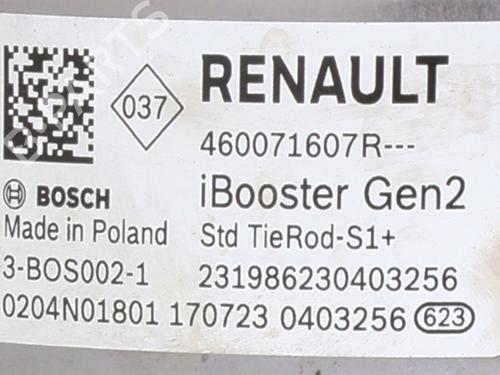 037
RENAULT
460071607R---
BOSCH
iBooster Gen2
Made in Poland
Std TieRod-S1+
3-BOS002-1
231986230403256
0204N01801 170723 0403256 623